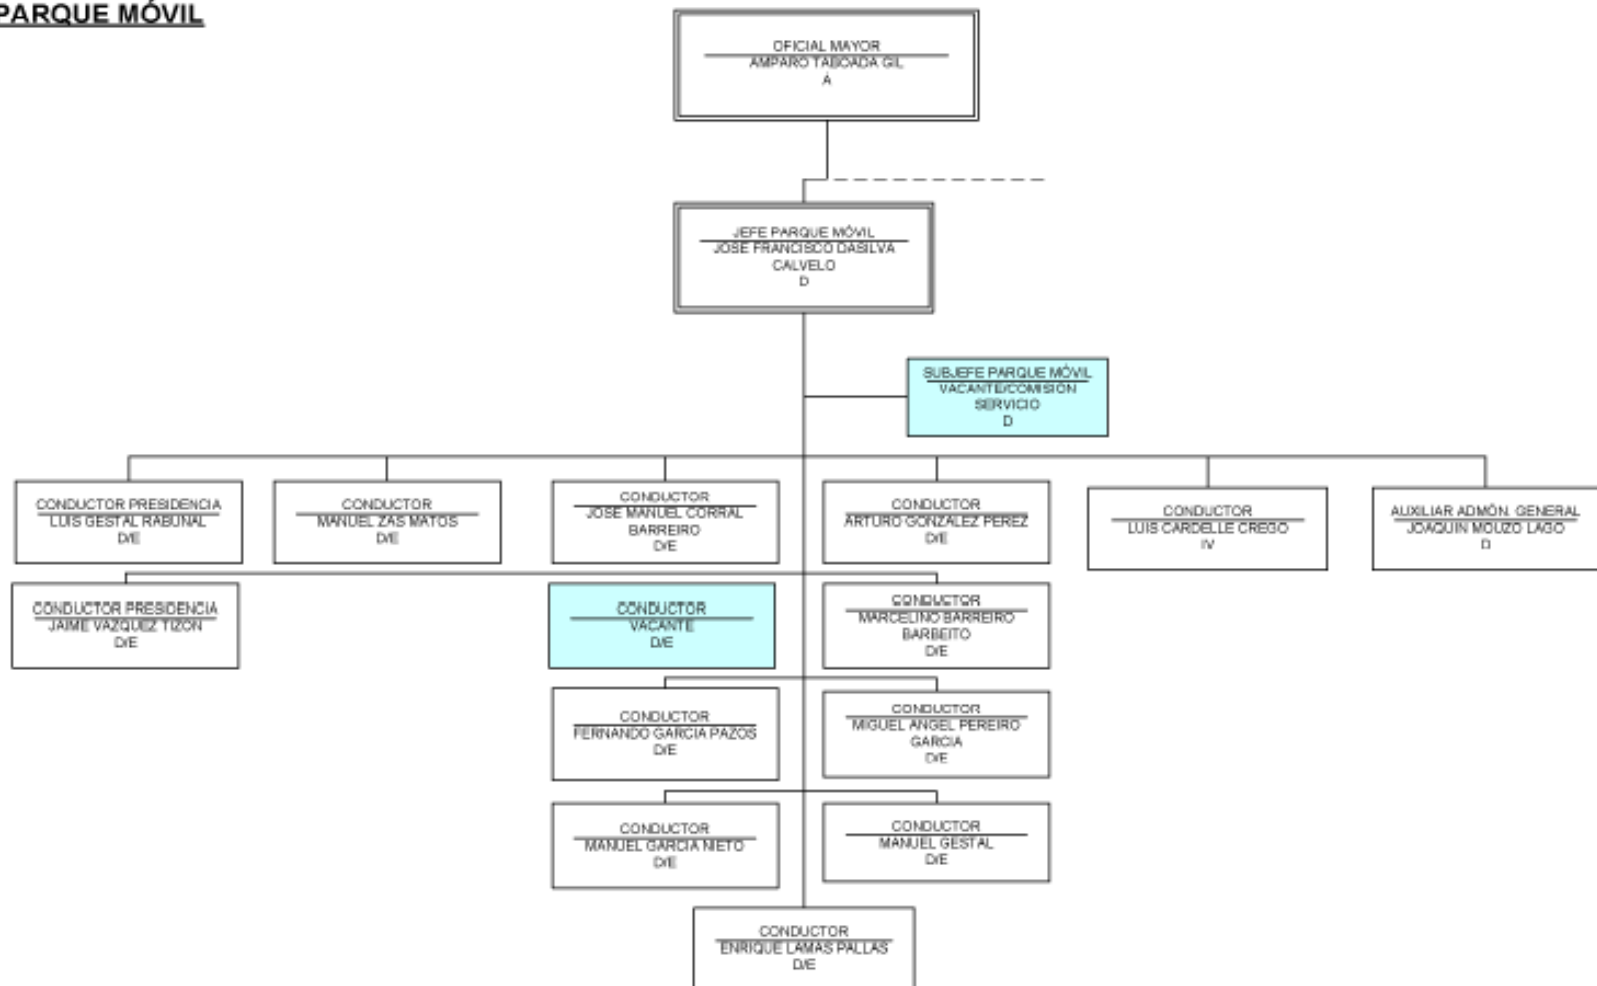 PARQUE MÓVIL
OFICIAL MAYOR
AMPARO TABOADA GIL
A
JEFE PARQUE MÓVIL
JOSE FRANCISCO DASILVA
CALVELO
D
SUBJEFE PARQUE MÓVIL
VACANTE/COMISIÓN
SERVICIO
D
CONDUCTOR PRESIDENCIA
LUIS GESTAL RABUNAL
D/E
CONDUCTOR
MANUEL ZAS MATOS
D/E
CONDUCTOR
JOSE MANUEL CORRAL
BARREIRO
D/E
CONDUCTOR
ARTURO GONZALEZ PEREZ
D/E
CONDUCTOR
LUIS CARDELLE CREGO
IV
AUXILIAR ADMÓN. GENERAL
JOAQUIN MOUZO LAGO
D
CONDUCTOR PRESIDENCIA
JAIME VAZQUEZ TIZON
D/E
CONDUCTOR
VACANTE
D/E
CONDUCTOR
MARCELINO BARREIRO
BARBEITO
D/E
CONDUCTOR
FERNANDO GARCIA PAZOS
D/E
CONDUCTOR
MIGUEL ANGEL PEREIRO
GARCIA
D/E
CONDUCTOR
MANUEL GARCIA NIETO
D/E
CONDUCTOR
MANUEL GESTAL
D/E
CONDUCTOR
ENRIQUE LAMAS PALLAS
D/E